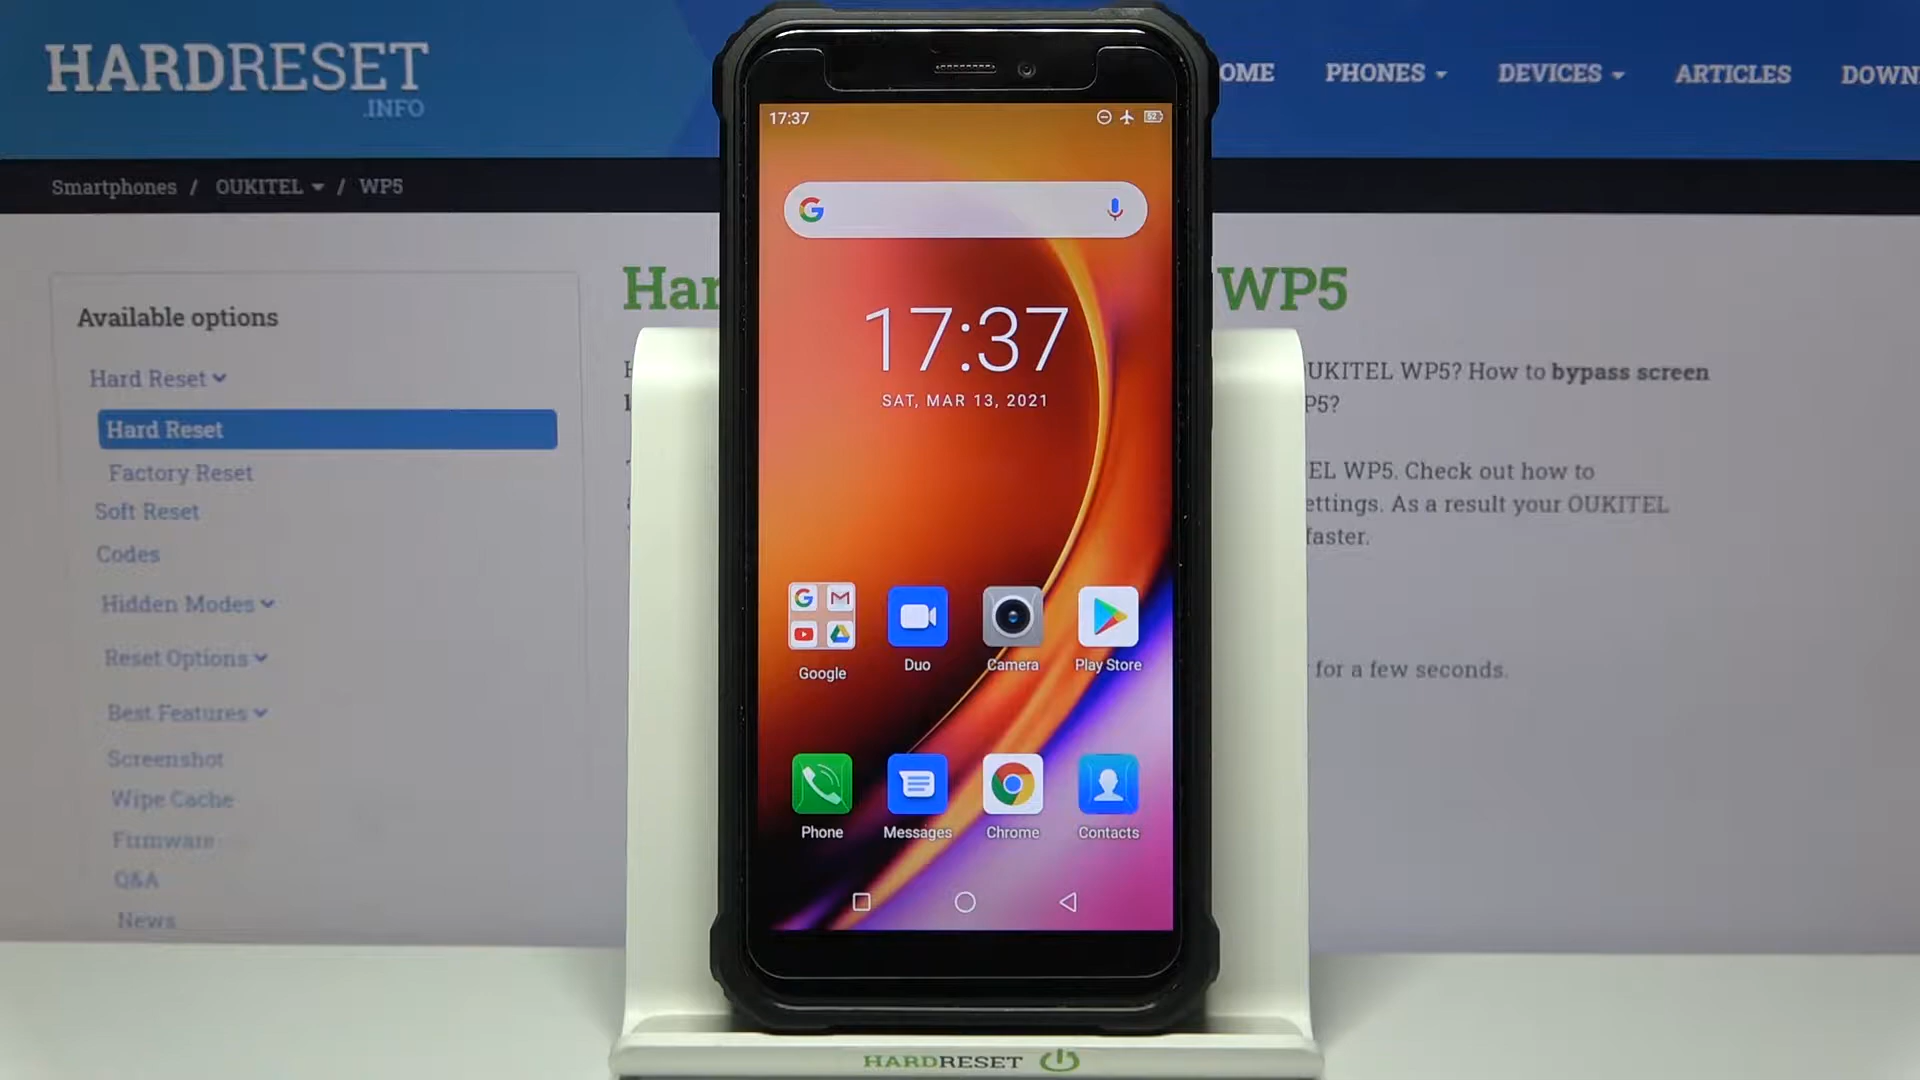 HARDRESET
.INFO
OME PHONES DEVICES ARTICLES DOWN
Smartphones / OUKITEL / WP5
Available options
Hard Reset
Hard Reset
Factory Reset
Soft Reset
Codes
Hidden Modes
Reset Options
Best Features
Screenshot
Wipe Cache
Firmware
Q&A
News
Har WP5
OUKITEL WP5? How to bypass screen
P5?
EL WP5. Check out how to
ettings. As a result your OUKITEL
faster.
for a few seconds.
17:37
52
17:37
SAT, MAR 13, 2021
Google Duo Camera Play Store
Phone Messages Chrome Contacts
HARDRESET